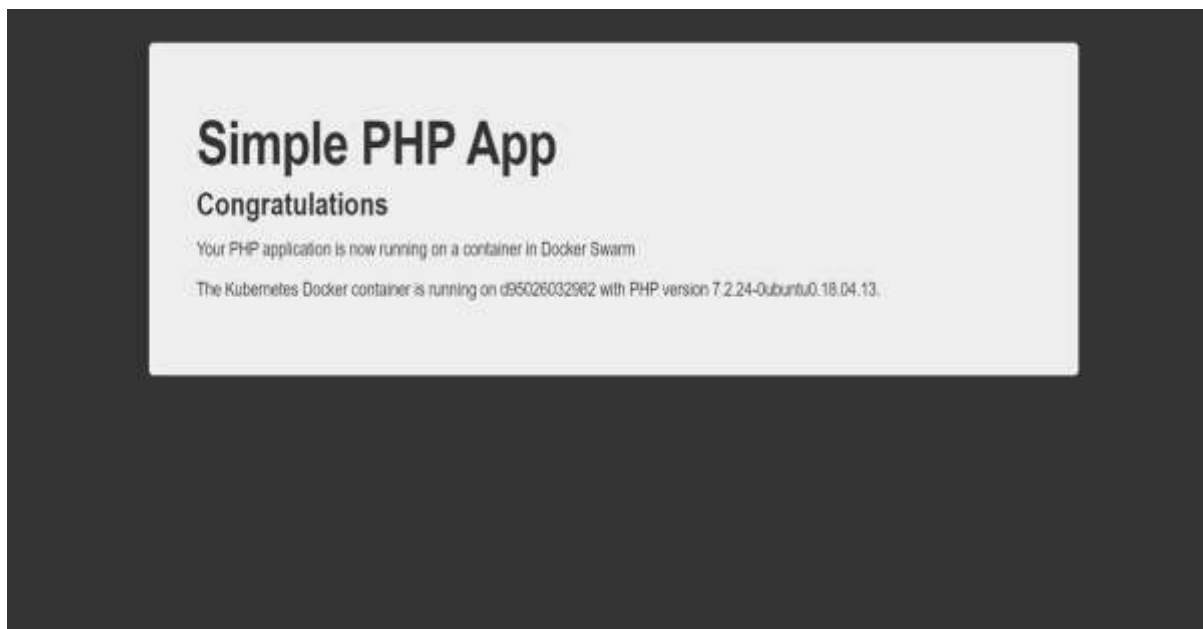 Simple PHP App
Congratulations
Your PHP application is now running on a container in Docker Swarm
The Kubernetes Docker container is running on d95026032982 with PHP version 7.2.24-0ubuntu0.18.04.13.